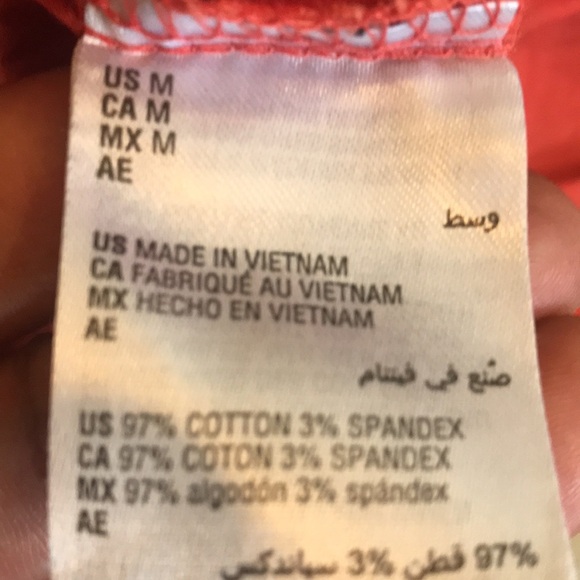 US M
CA M
MX M
AE
وسط
US MADE IN VIETNAM
CA FABRIQUÉ AU VIETNAM
MX HECHO EN VIETNAM
AE
صُنع في فيتنام
US 97% COTTON 3% SPANDEX
CA 97% COTON 3% SPANDEX
MX 97% algodón 3% spándex
AE
97% قطن 3% سباندكس